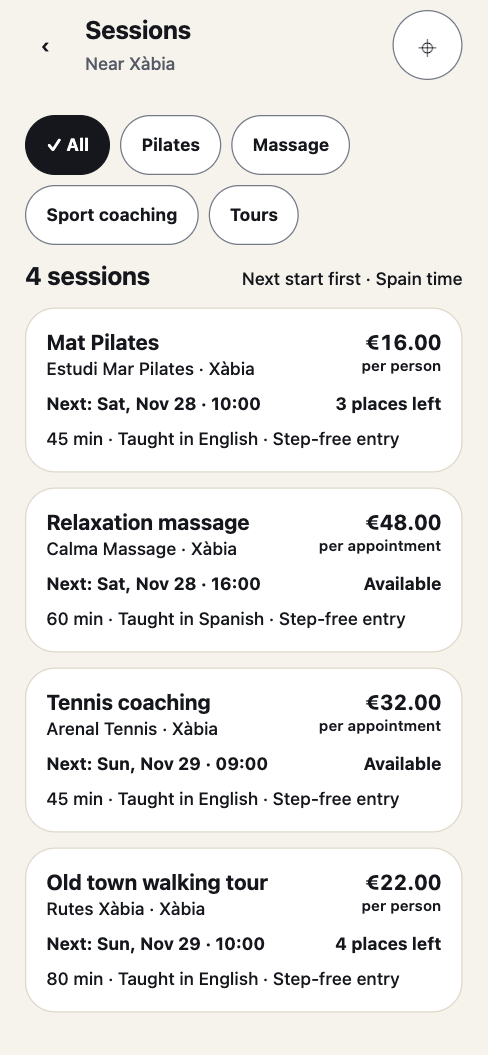 ‹
Sessions
Near Xàbia
✓ All
Pilates
Massage
Sport coaching
Tours
4 sessions
Next start first · Spain time
Mat Pilates
€16.00
Estudi Mar Pilates · Xàbia
per person
Next: Sat, Nov 28 · 10:00
3 places left
45 min · Taught in English · Step-free entry
Relaxation massage
€48.00
Calma Massage · Xàbia
per appointment
Next: Sat, Nov 28 · 16:00
Available
60 min · Taught in Spanish · Step-free entry
Tennis coaching
€32.00
Arenal Tennis · Xàbia
per appointment
Next: Sun, Nov 29 · 09:00
Available
45 min · Taught in English · Step-free entry
Old town walking tour
€22.00
Rutes Xàbia · Xàbia
per person
Next: Sun, Nov 29 · 10:00
4 places left
80 min · Taught in English · Step-free entry